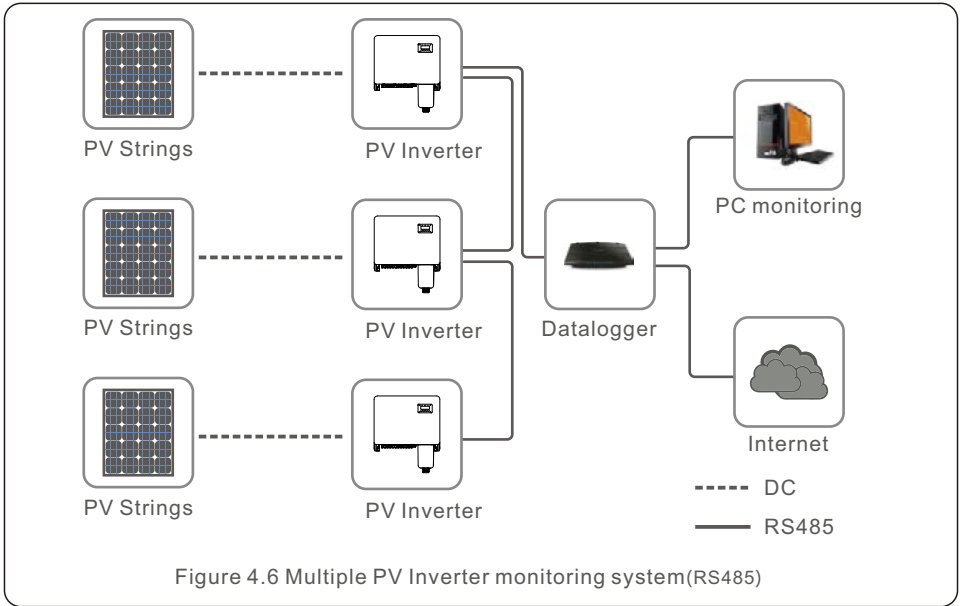 PV Strings
PV Inverter
PC monitoring
PV Strings
PV Inverter
Datalogger
Internet
PV Strings
PV Inverter
DC
RS485
Figure 4.6 Multiple PV Inverter monitoring system(RS485)